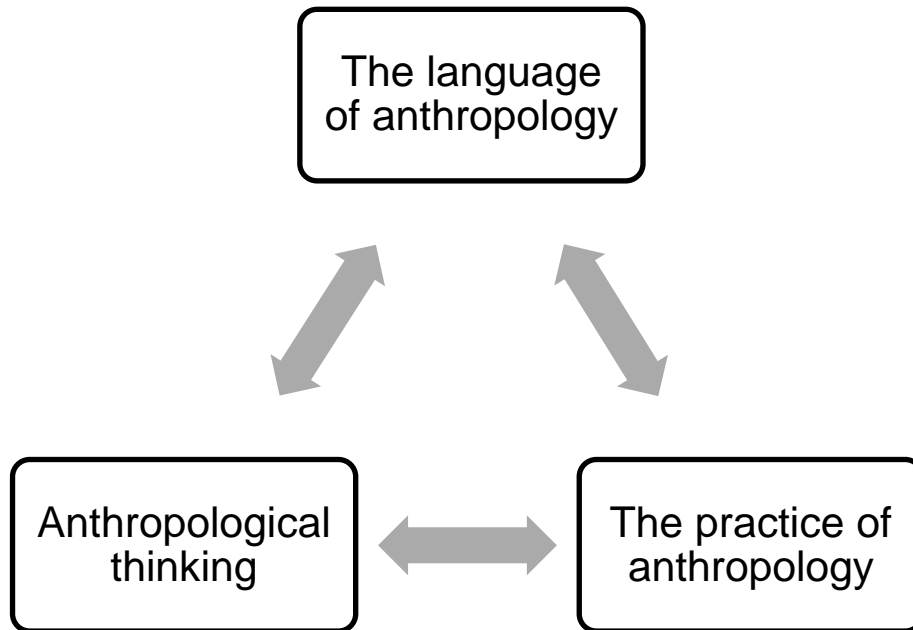 The language
of anthropology
Anthropological
thinking
The practice of
anthropology